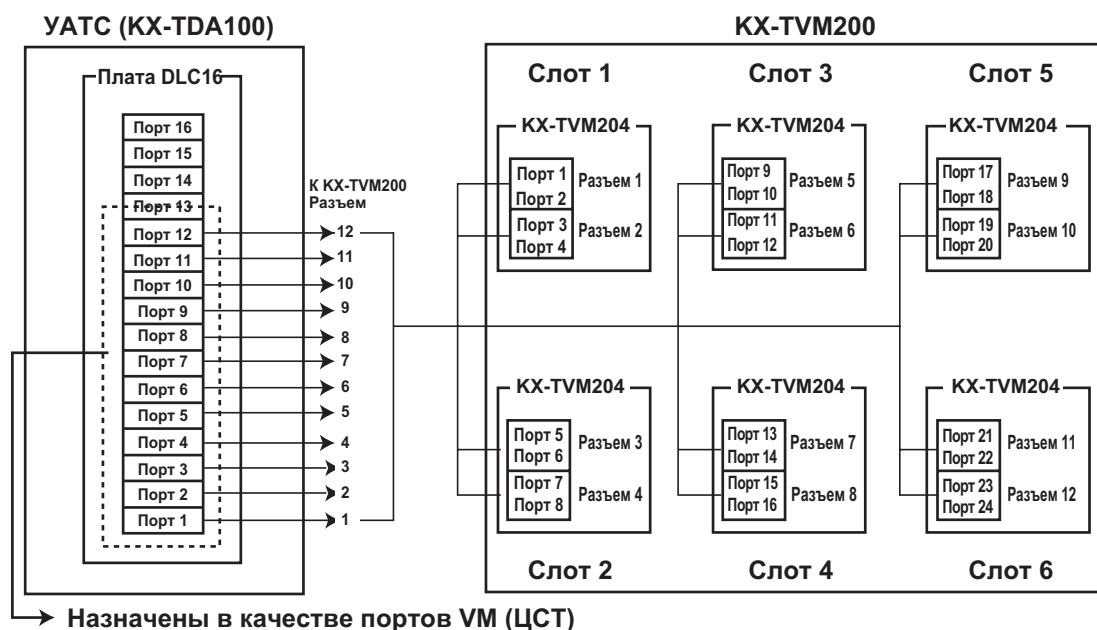 УАТС (KX-TDA100)
Плата DLC16
Порт 16
Порт 15
Порт 14
Порт 13
Порт 12
Порт 11
Порт 10
Порт 9
Порт 8
Порт 7
Порт 6
Порт 5
Порт 4
Порт 3
Порт 2
Порт 1
К KX-TVM200
Разъем
12
11
10
9
8
7
6
5
4
3
2
1
KX-TVM200
Слот 1
KX-TVM204
Порт 1
Порт 2
Разъем 1
Порт 3
Порт 4
Разъем 2
Слот 3
KX-TVM204
Порт 9
Порт 10
Разъем 5
Порт 11
Порт 12
Разъем 6
Слот 5
KX-TVM204
Порт 17
Порт 18
Разъем 9
Порт 19
Порт 20
Разъем 10
KX-TVM204
Порт 5
Порт 6
Разъем 3
Порт 7
Порт 8
Разъем 4
Слот 2
KX-TVM204
Порт 13
Порт 14
Разъем 7
Порт 15
Порт 16
Разъем 8
Слот 4
KX-TVM204
Порт 21
Порт 22
Разъем 11
Порт 23
Порт 24
Разъем 12
Слот 6
Назначены в качестве портов VM (ЦСТ)